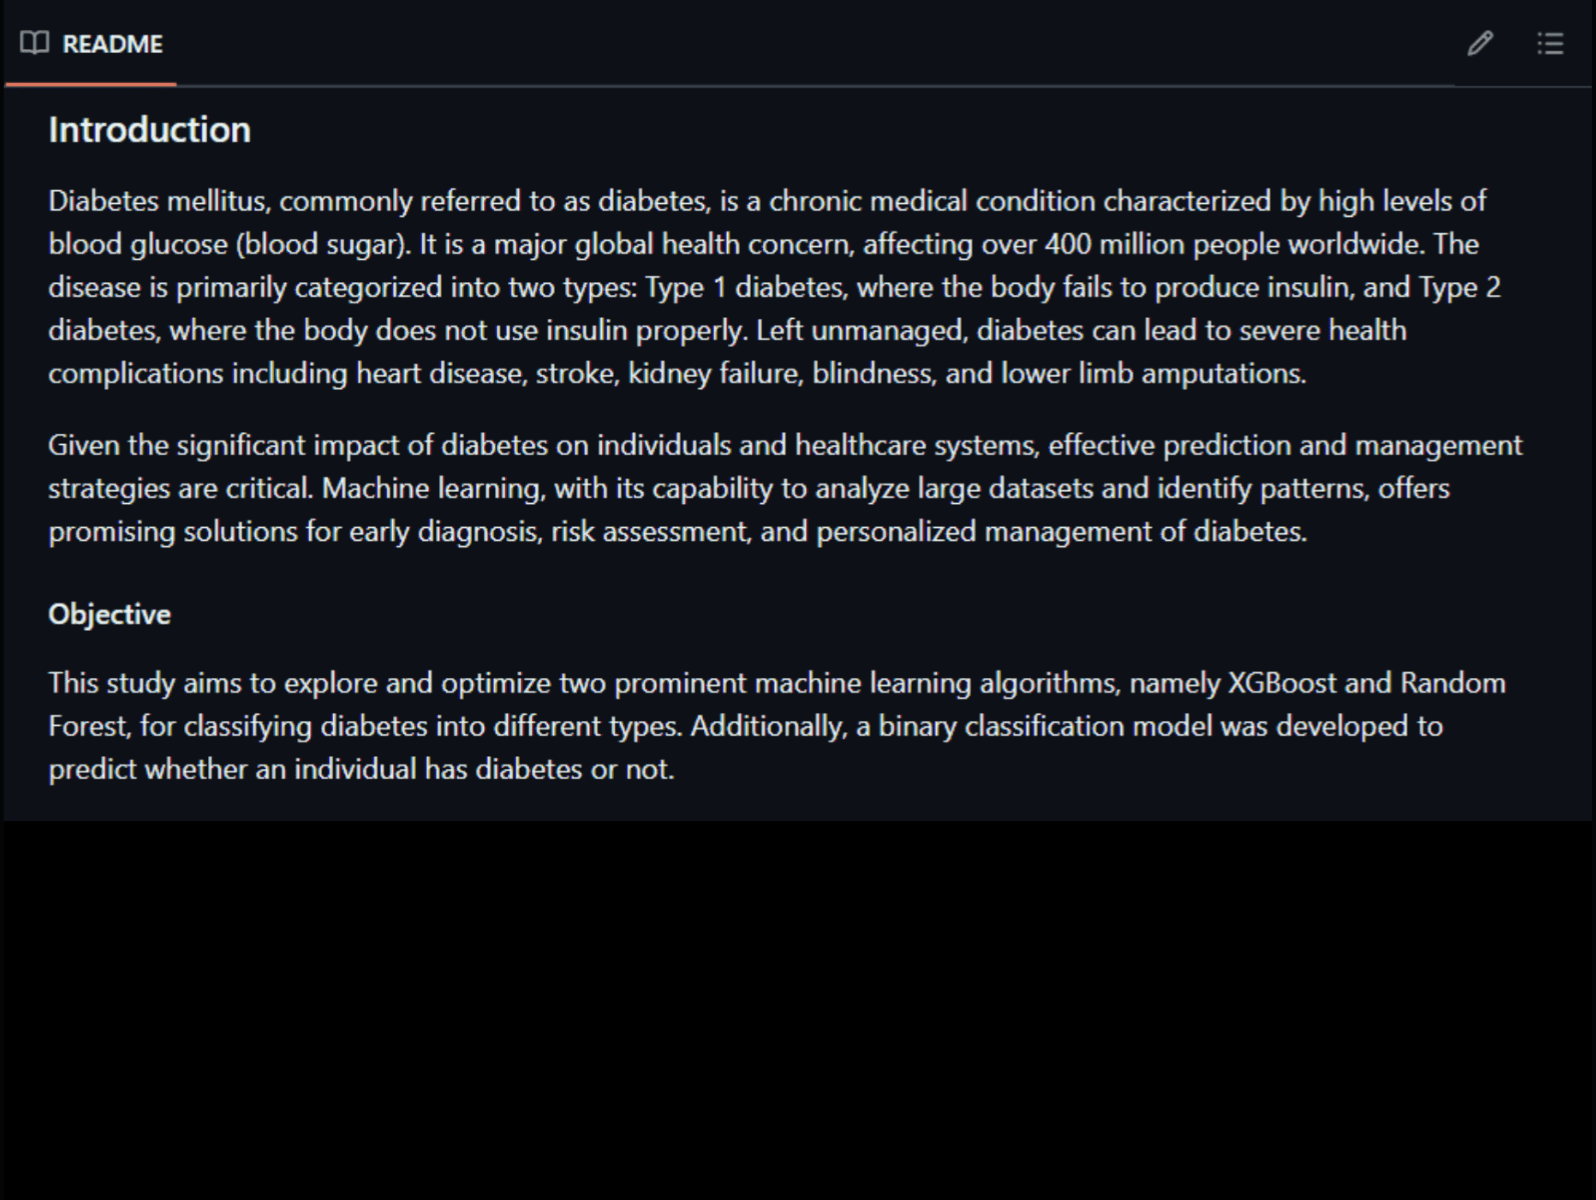 README
Introduction
Diabetes mellitus, commonly referred to as diabetes, is a chronic medical condition characterized by high levels of
blood glucose (blood sugar). It is a major global health concern, affecting over 400 million people worldwide. The
disease is primarily categorized into two types: Type 1 diabetes, where the body fails to produce insulin, and Type 2
diabetes, where the body does not use insulin properly. Left unmanaged, diabetes can lead to severe health
complications including heart disease, stroke, kidney failure, blindness, and lower limb amputations.
Given the significant impact of diabetes on individuals and healthcare systems, effective prediction and management
strategies are critical. Machine learning, with its capability to analyze large datasets and identify patterns, offers
promising solutions for early diagnosis, risk assessment, and personalized management of diabetes.
Objective
This study aims to explore and optimize two prominent machine learning algorithms, namely XGBoost and Random
Forest, for classifying diabetes into different types. Additionally, a binary classification model was developed to
predict whether an individual has diabetes or not.